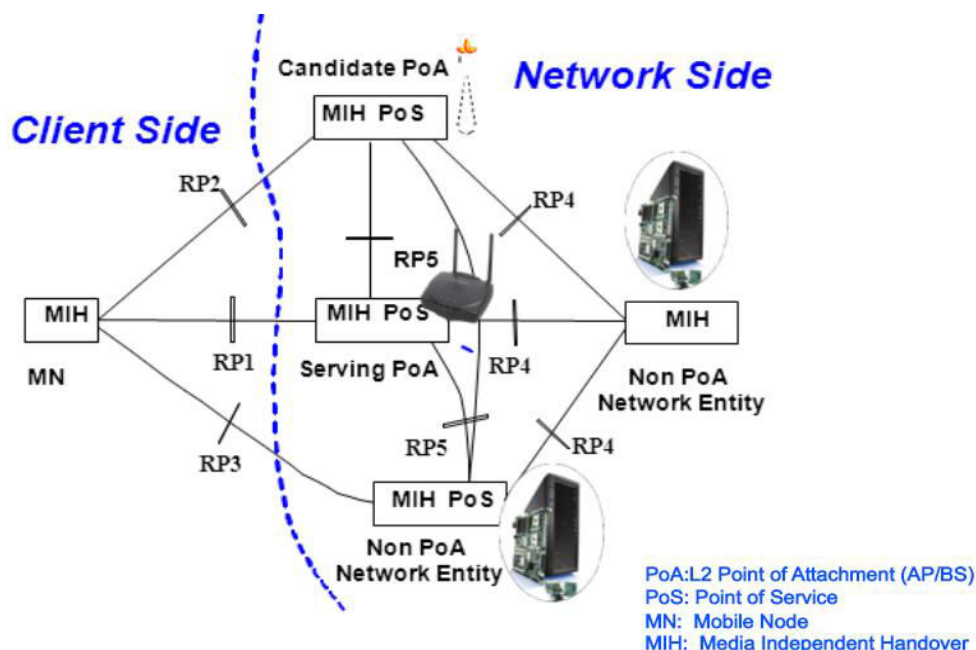 Candidate PoA
Network Side
MIH PoS
Client Side
RP2
RP4
RP5
MIH
MIH PoS
MIH
RP1
RP4
MN
Serving PoA
Non PoA
Network Entity
RP5
RP4
RP3
MIH PoS
Non PoA
Network Entity
PoA:L2 Point of Attachment (AP/BS)
PoS: Point of Service
MN: Mobile Node
MIH: Media Independent Handover